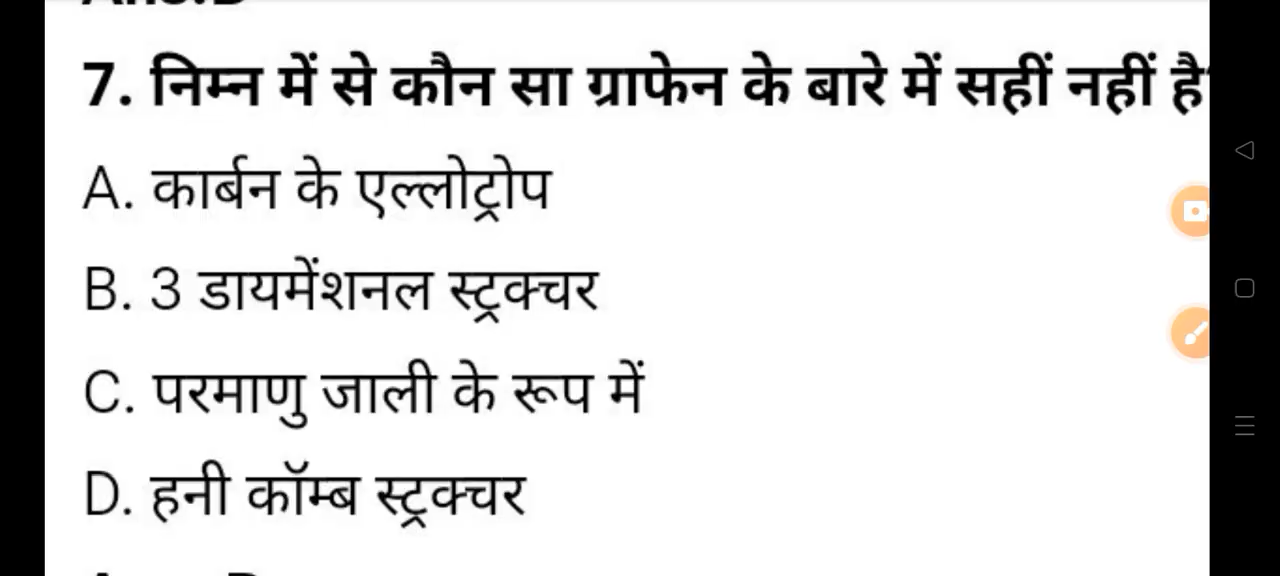 7. निम्न में से कौन सा ग्राफेन के बारे में सहीं नहीं है
A. कार्बन के एल्लोट्रोप
B. 3 डायमेंशनल स्ट्रक्चर
C. परमाणु जाली के रूप में
D. हनी कॉम्ब स्ट्रक्चर